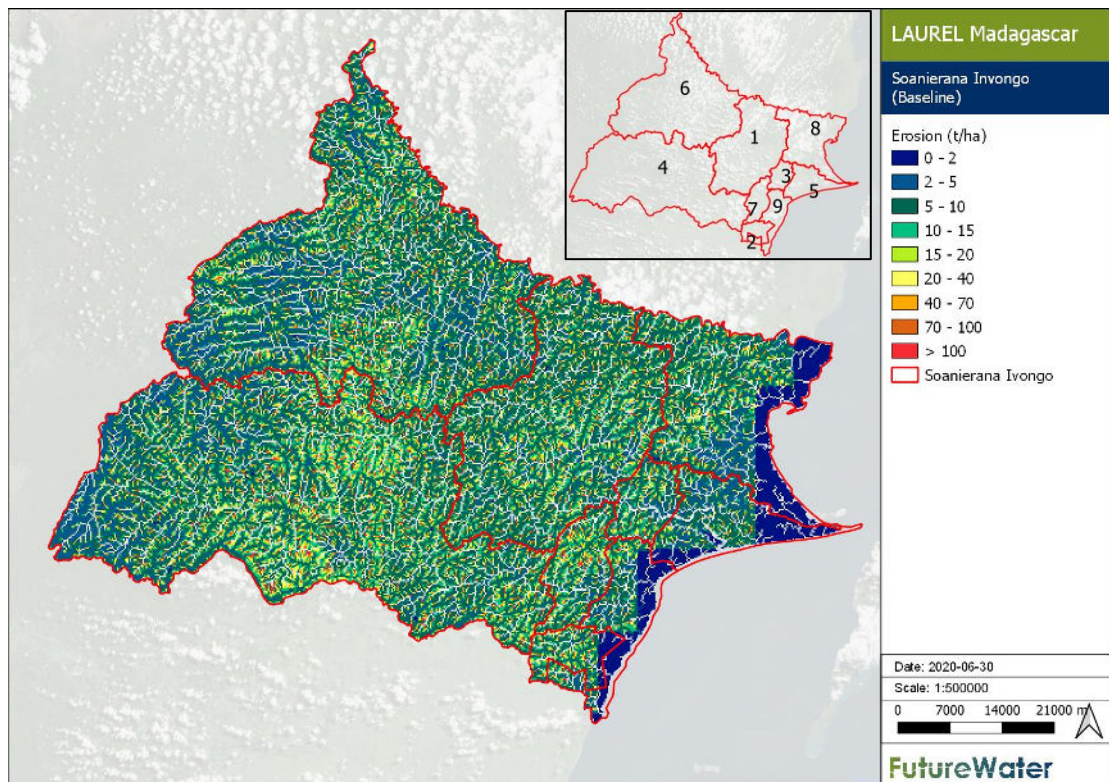 6
1
8
4
3
5
7
9
2
LAUREL Madagascar
Soanierana Invongo
(Baseline)
Erosion (t/ha)
0 - 2
2 - 5
5 - 10
10 - 15
15 - 20
20 - 40
40 - 70
70 - 100
> 100
Soanierana Ivongo
Date: 2020-06-30
Scale: 1:500000
0 7000 14000 21000 m
FutureWater